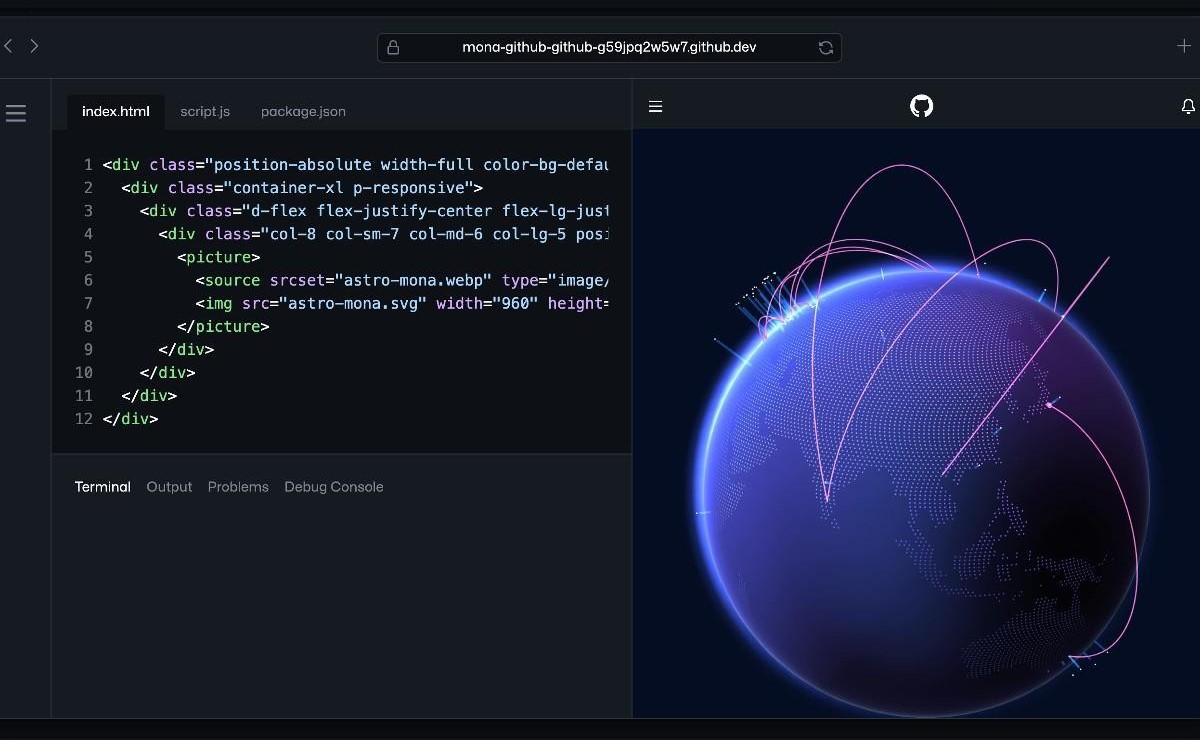 mona-github-github-g59jpq2w5w7.github.dev
index.html script.js package.json
1 <div class="position-absolute width-full color-bg-defau
2 <div class="container-xl p-responsive">
3 <div class="d-flex flex-justify-center flex-lg-just
4 <div class="col-8 col-sm-7 col-md-6 col-lg-5 posi
5 <picture>
6 <source srcset="astro-mona.webp" type="image/
7 <img src="astro-mona.svg" width="960" height=
8 </picture>
9 </div>
10 </div>
11 </div>
12 </div>
Terminal Output Problems Debug Console